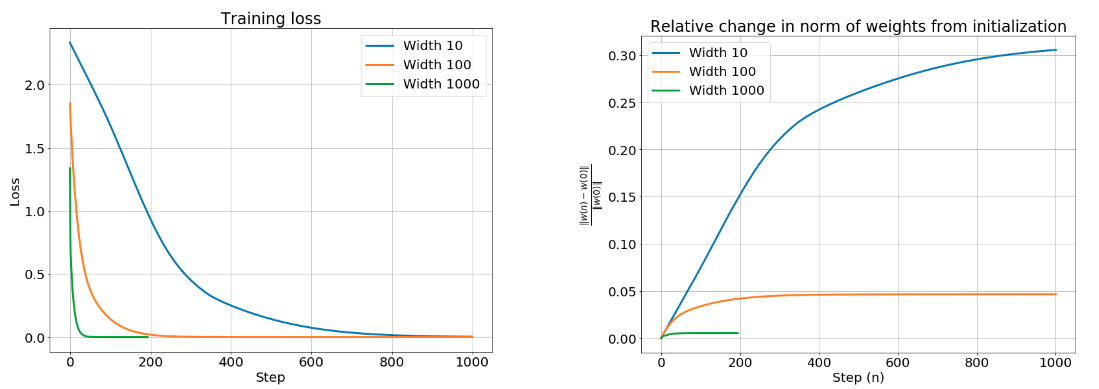 Training loss
Loss
2.0
1.5
1.0
0.5
0.0
Width 10
Width 100
Width 1000
0 200 400 600 800 1000
Step
Relative change in norm of weights from initialization
‖w(n) − w(0)‖
‖w(0)‖
0.30
0.25
0.20
0.15
0.10
0.05
0.00
Width 10
Width 100
Width 1000
0 200 400 600 800 1000
Step (n)